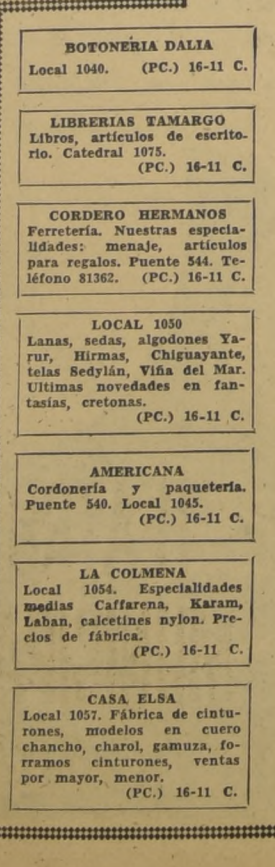 BOTONERIA DALIA
Local 1040. (PC.) 16-11 C.
LIBRERIAS TAMARGO
Libros, artículos de escrito-
rio. Catedral 1075.
(PC.) 16-11 C.
CORDERO HERMANOS
Ferretería. Nuestras especia-
lidades: menaje, artículos
para regalos. Puente 544. Te-
léfono 81362. (PC.) 16-11 C.
LOCAL 1050
Lanas, sedas, algodones Ya-
rur, Hirmas, Chiguayante,
telas Sedylán, Viña del Mar.
Ultimas novedades en fan-
tasías, cretonas.
(PC.) 16-11 C.
AMERICANA
Cordonería y paquetería.
Puente 540. Local 1045.
(PC.) 16-11 C.
LA COLMENA
Local 1054. Especialidades
medias Caffarena, Karam,
Laban, calcetines nylon. Pre-
cios de fábrica.
(PC.) 16-11 C.
CASA ELSA
Local 1057. Fábrica de cintu-
rones, modelos en cuero
chancho, charol, gamuza, fo-
rramos cinturones, ventas
por mayor, menor.
(PC.) 16-11 C.